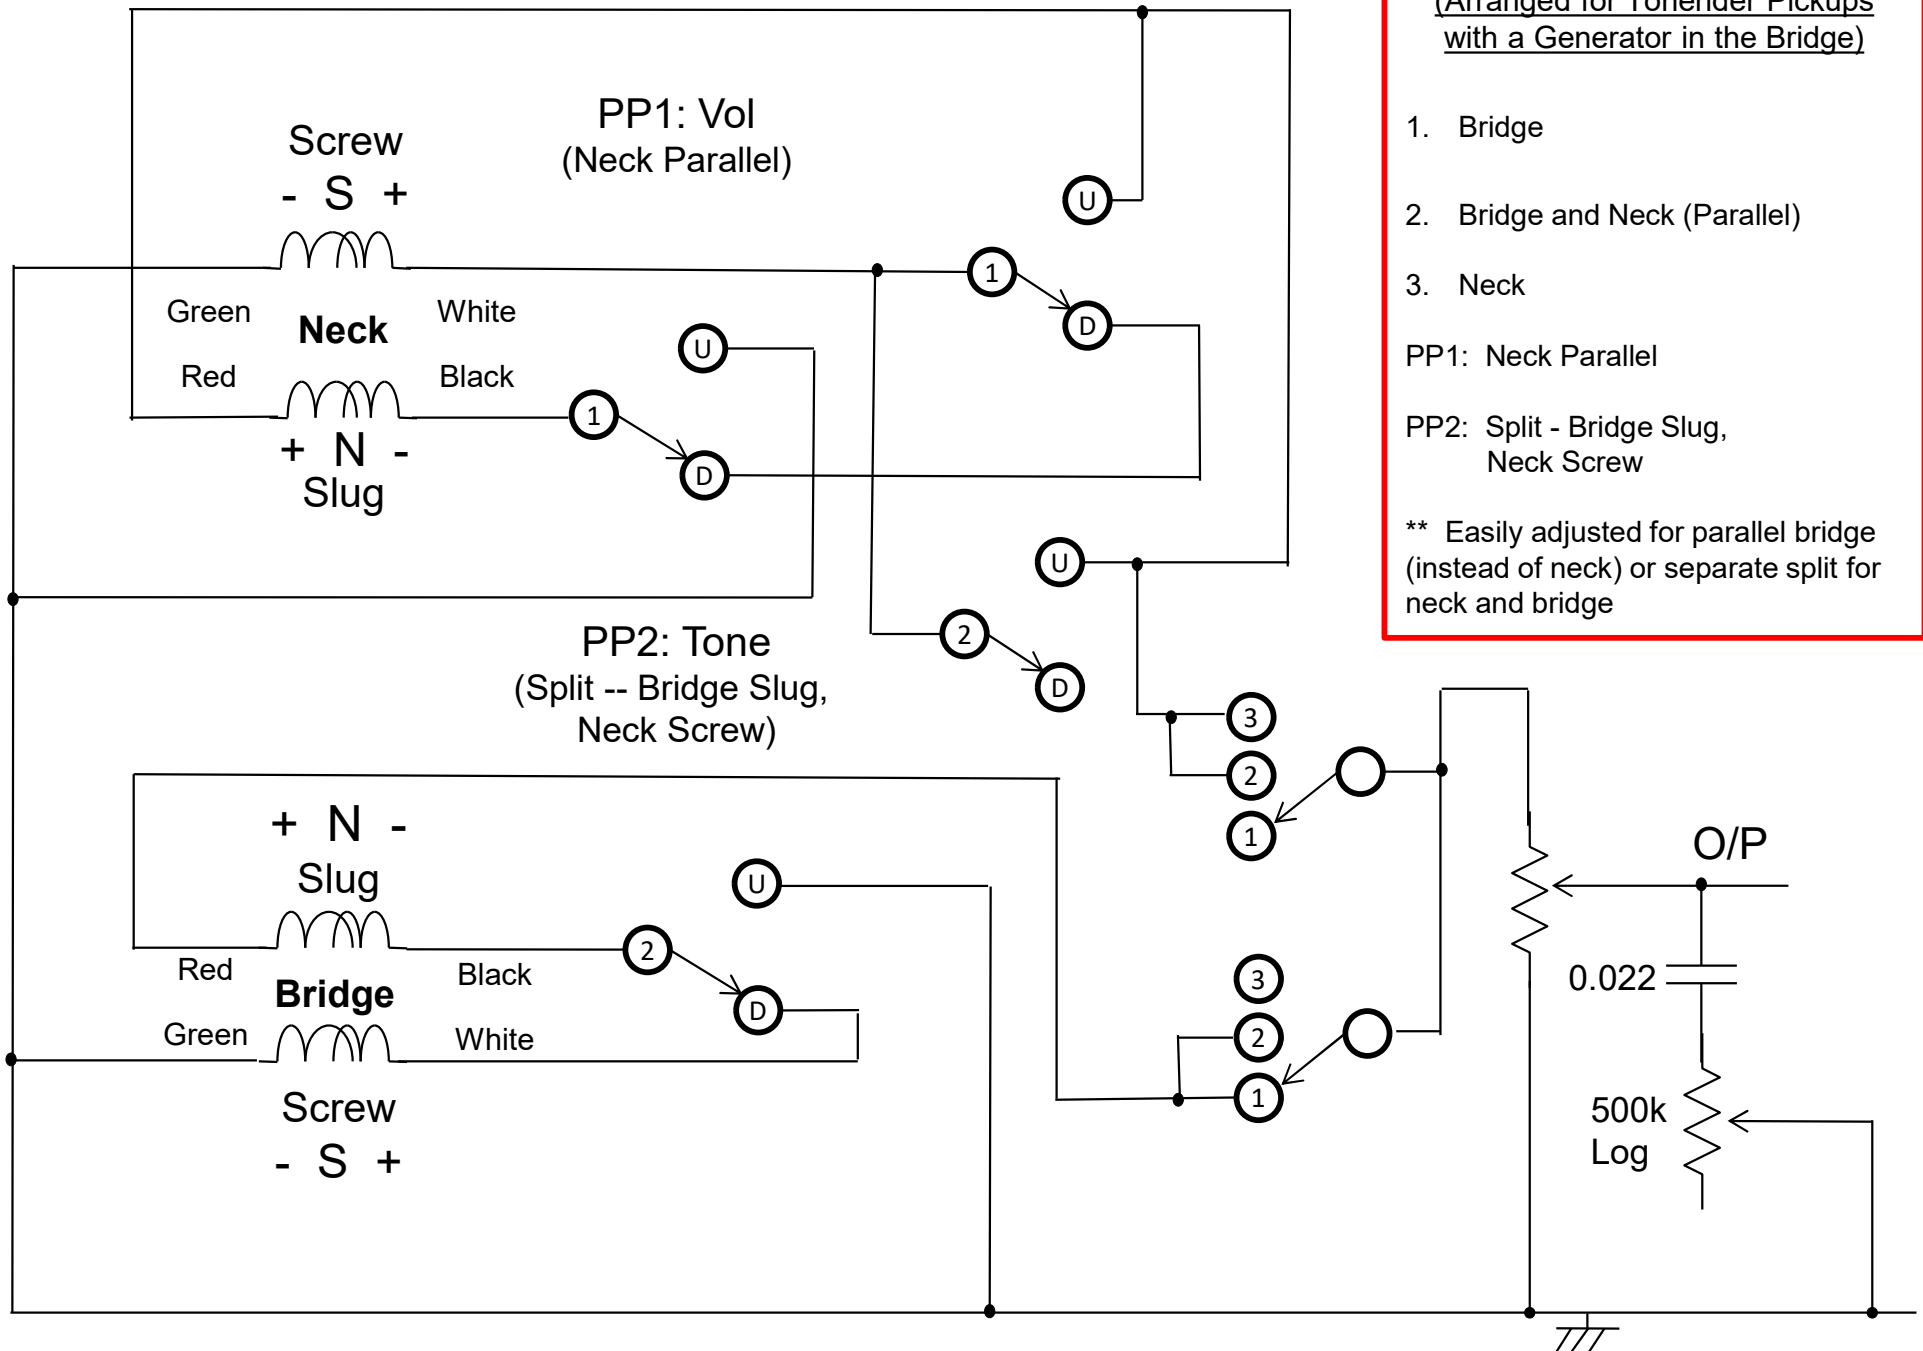 (Arranged for Tonender Pickups
with a Generator in the Bridge)
1. Bridge
2. Bridge and Neck (Parallel)
3. Neck
PP1: Neck Parallel
PP2: Split - Bridge Slug,
Neck Screw
** Easily adjusted for parallel bridge
(instead of neck) or separate split for
neck and bridge
PP1: Vol
(Neck Parallel)
Screw
- S +
Green
White
Neck
Red
Black
+ N -
Slug
U
1
D
U
1
D
U
2
D
PP2: Tone
(Split -- Bridge Slug,
Neck Screw)
3
2
1
+ N -
Slug
Red
Black
Bridge
Green
White
Screw
- S +
U
2
D
3
2
1
O/P
0.022
500k
Log